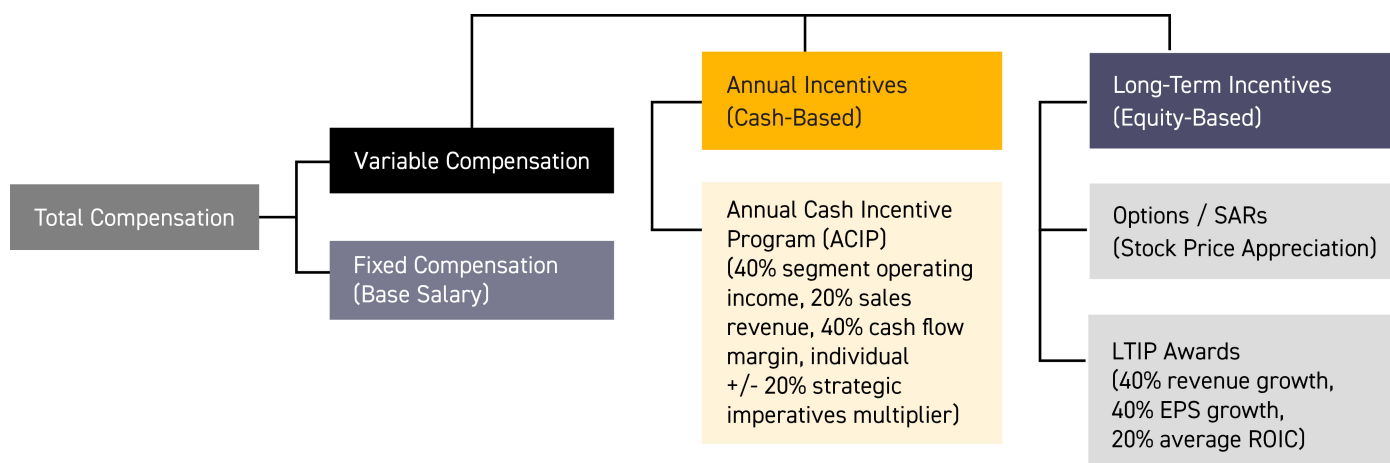 Total Compensation
Variable Compensation
Fixed Compensation
(Base Salary)
Annual Incentives
(Cash-Based)
Annual Cash Incentive
Program (ACIP)
(40% segment operating
income, 20% sales
revenue, 40% cash flow
margin, individual
+/- 20% strategic
imperatives multiplier)
Long-Term Incentives
(Equity-Based)
Options / SARs
(Stock Price Appreciation)
LTIP Awards
(40% revenue growth,
40% EPS growth,
20% average ROIC)